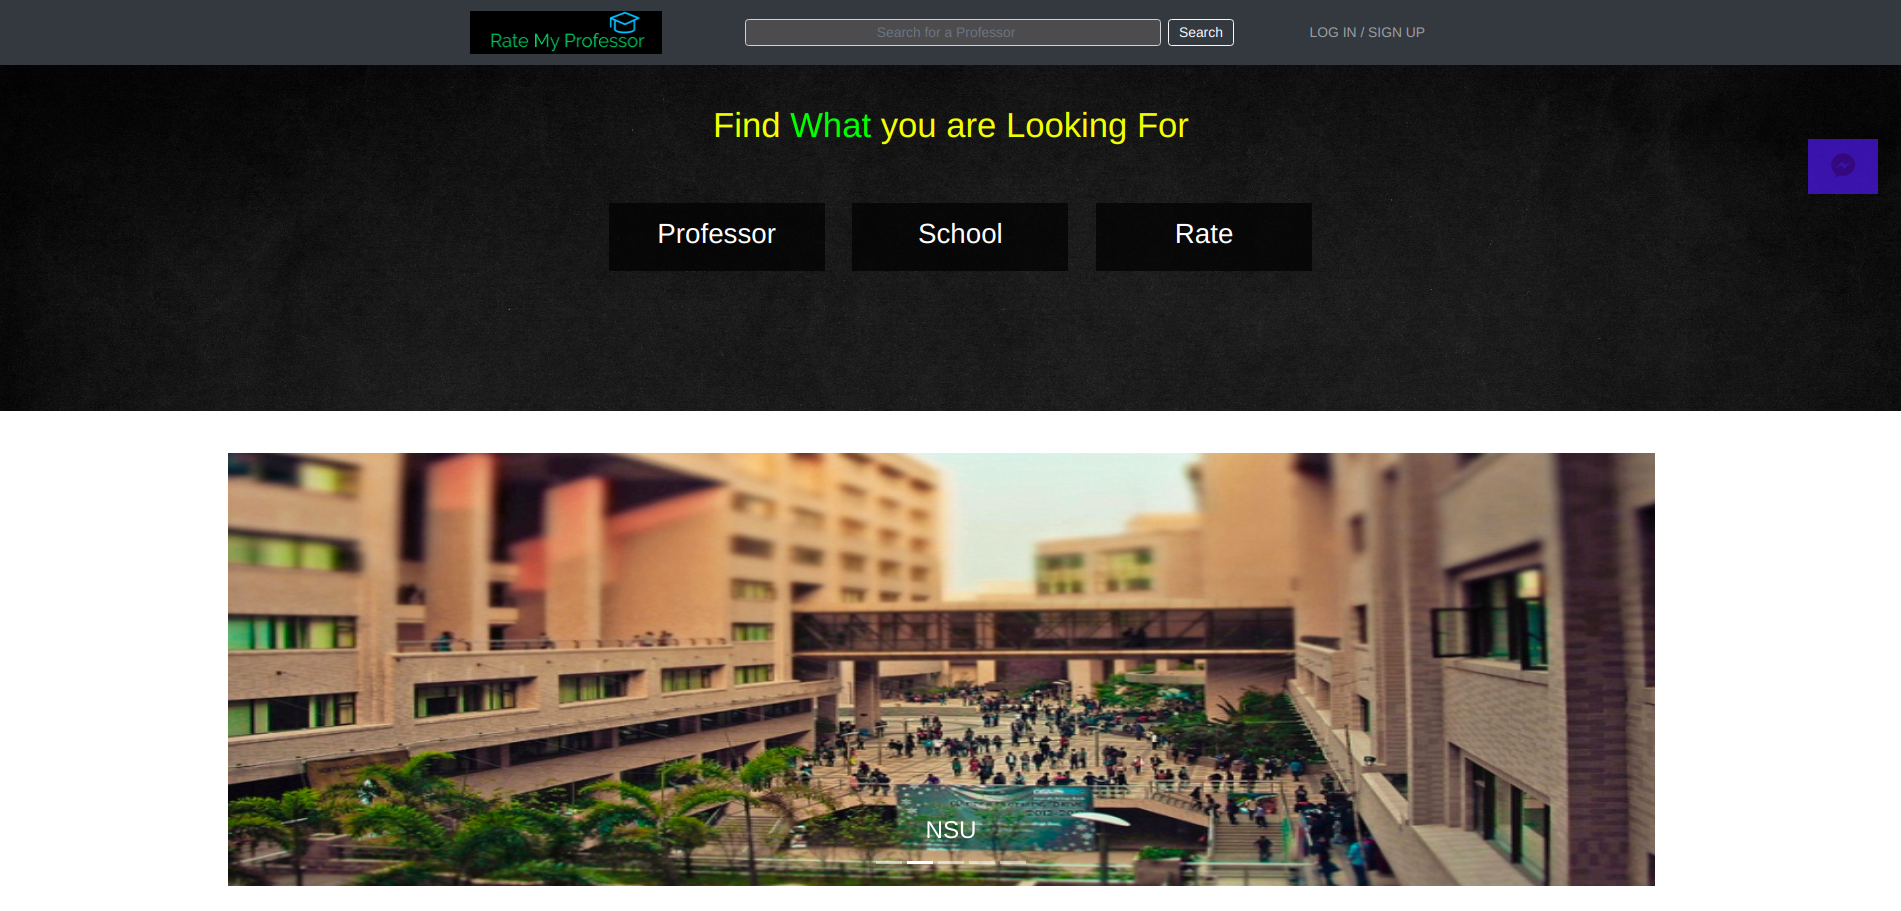 Rate My Professor
Search for a Professor
Search
LOG IN / SIGN UP
Find What you are Looking For
Professor
School
Rate
NSU